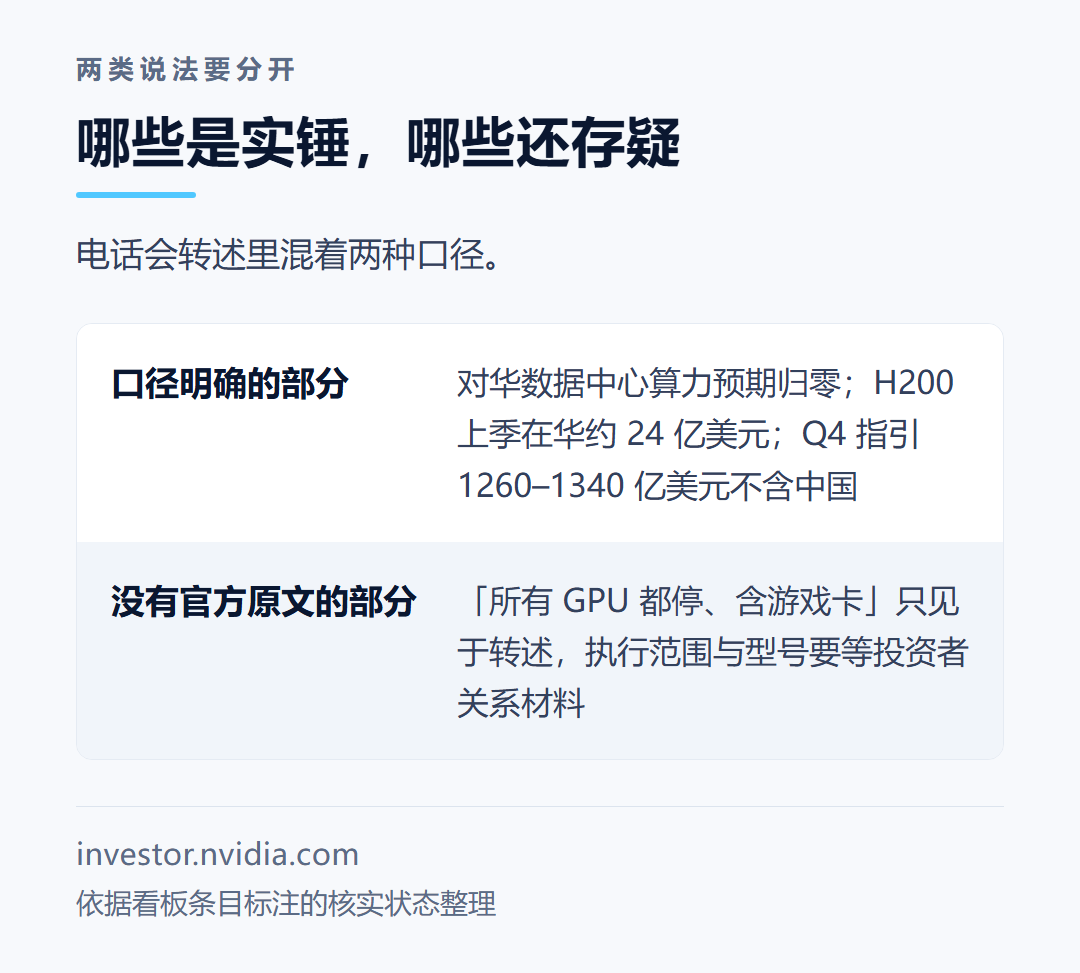 两类说法要分开
哪些是实锤，哪些还存疑
电话会转述里混着两种口径。
口径明确的部分
对华数据中心算力预期归零；H200
上季在华约 24 亿美元；Q4 指引
1260–1340 亿美元不含中国
没有官方原文的部分
「所有 GPU 都停、含游戏卡」只见
于转述，执行范围与型号要等投资者
关系材料
investor.nvidia.com
依据看板条目标注的核实状态整理